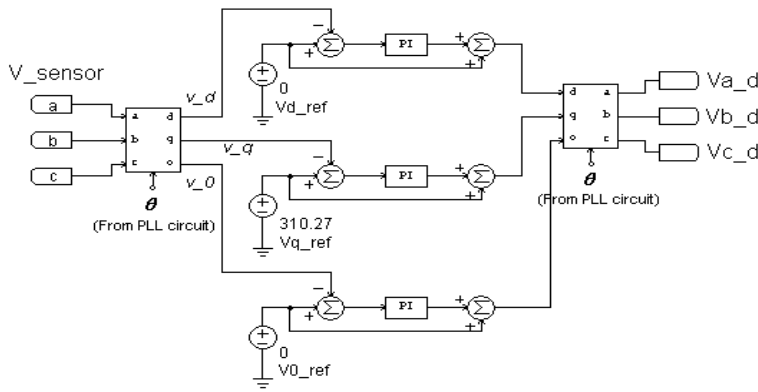 V_sensor
a
b
c
a d
b q
c o
θ
(From PLL circuit)
v_d
v_q
v_0
−
+
Σ
PI
+
+
Σ
0
Vd_ref
−
+
Σ
PI
+
+
Σ
310.27
Vq_ref
−
+
Σ
PI
+
+
Σ
0
V0_ref
d a
q b
o c
θ
(From PLL circuit)
Va_d
Vb_d
Vc_d